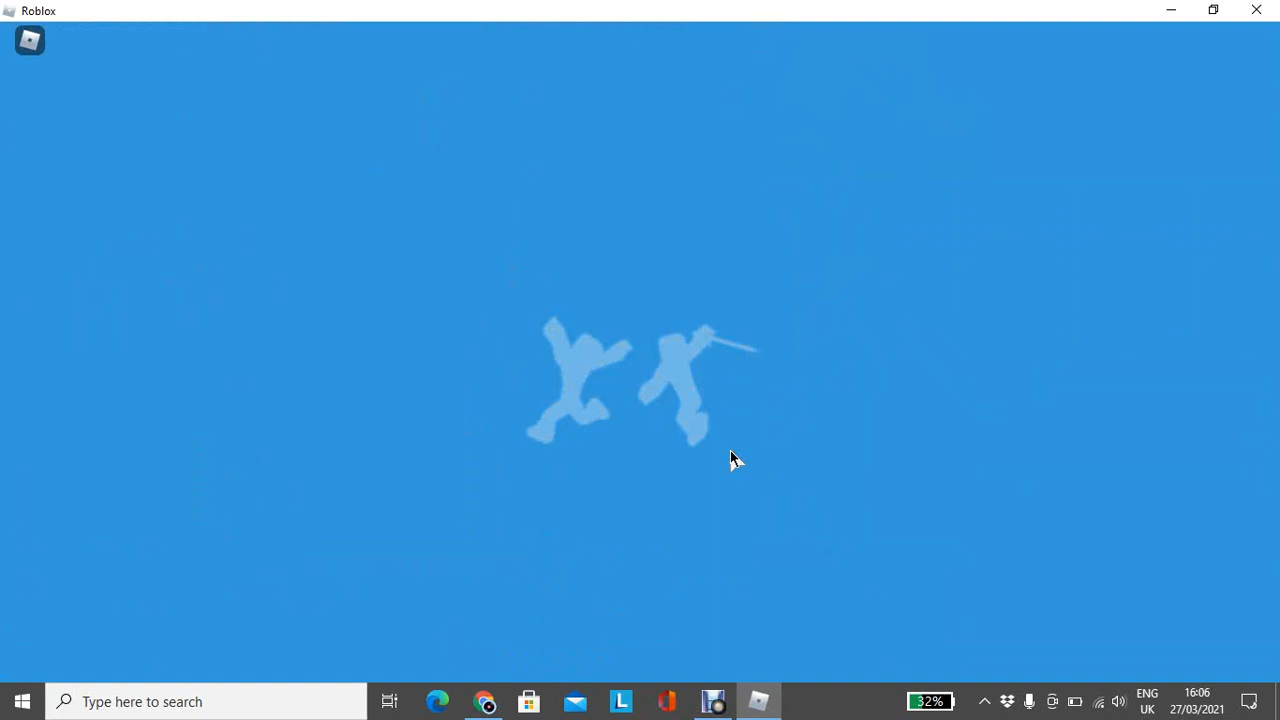 Roblox
Type here to search
L
32%
ENG
UK
16:06
27/03/2021